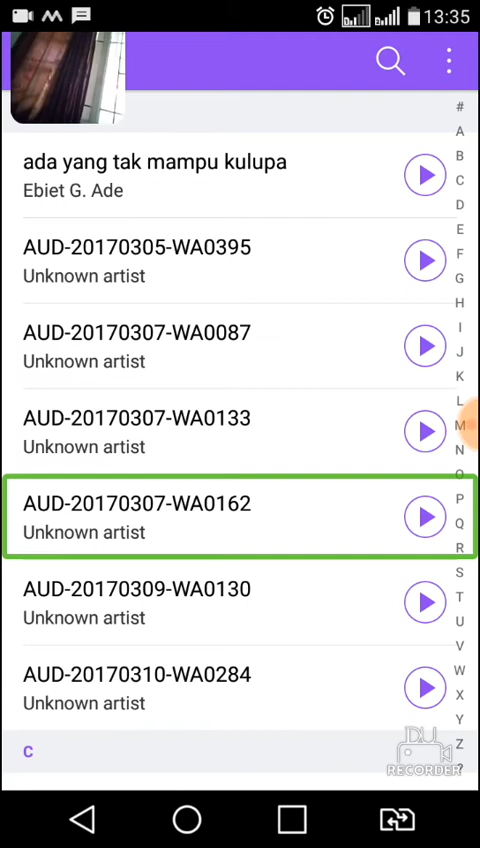 13:35
ada yang tak mampu kulupa
Ebiet G. Ade
AUD-20170305-WA0395
Unknown artist
AUD-20170307-WA0087
Unknown artist
AUD-20170307-WA0133
Unknown artist
AUD-20170307-WA0162
Unknown artist
AUD-20170309-WA0130
Unknown artist
AUD-20170310-WA0284
Unknown artist
C
#
A
B
C
D
E
F
G
H
I
J
K
L
M
N
O
P
Q
R
S
T
U
V
W
X
Y
Z
?
DU
RECORDER